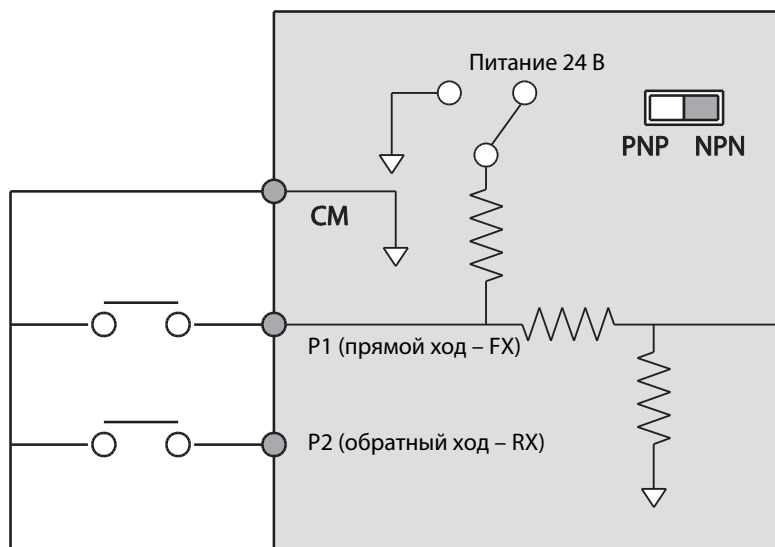 Питание 24 В
PNP NPN
CM
P1 (прямой ход – FX)
P2 (обратный ход – RX)